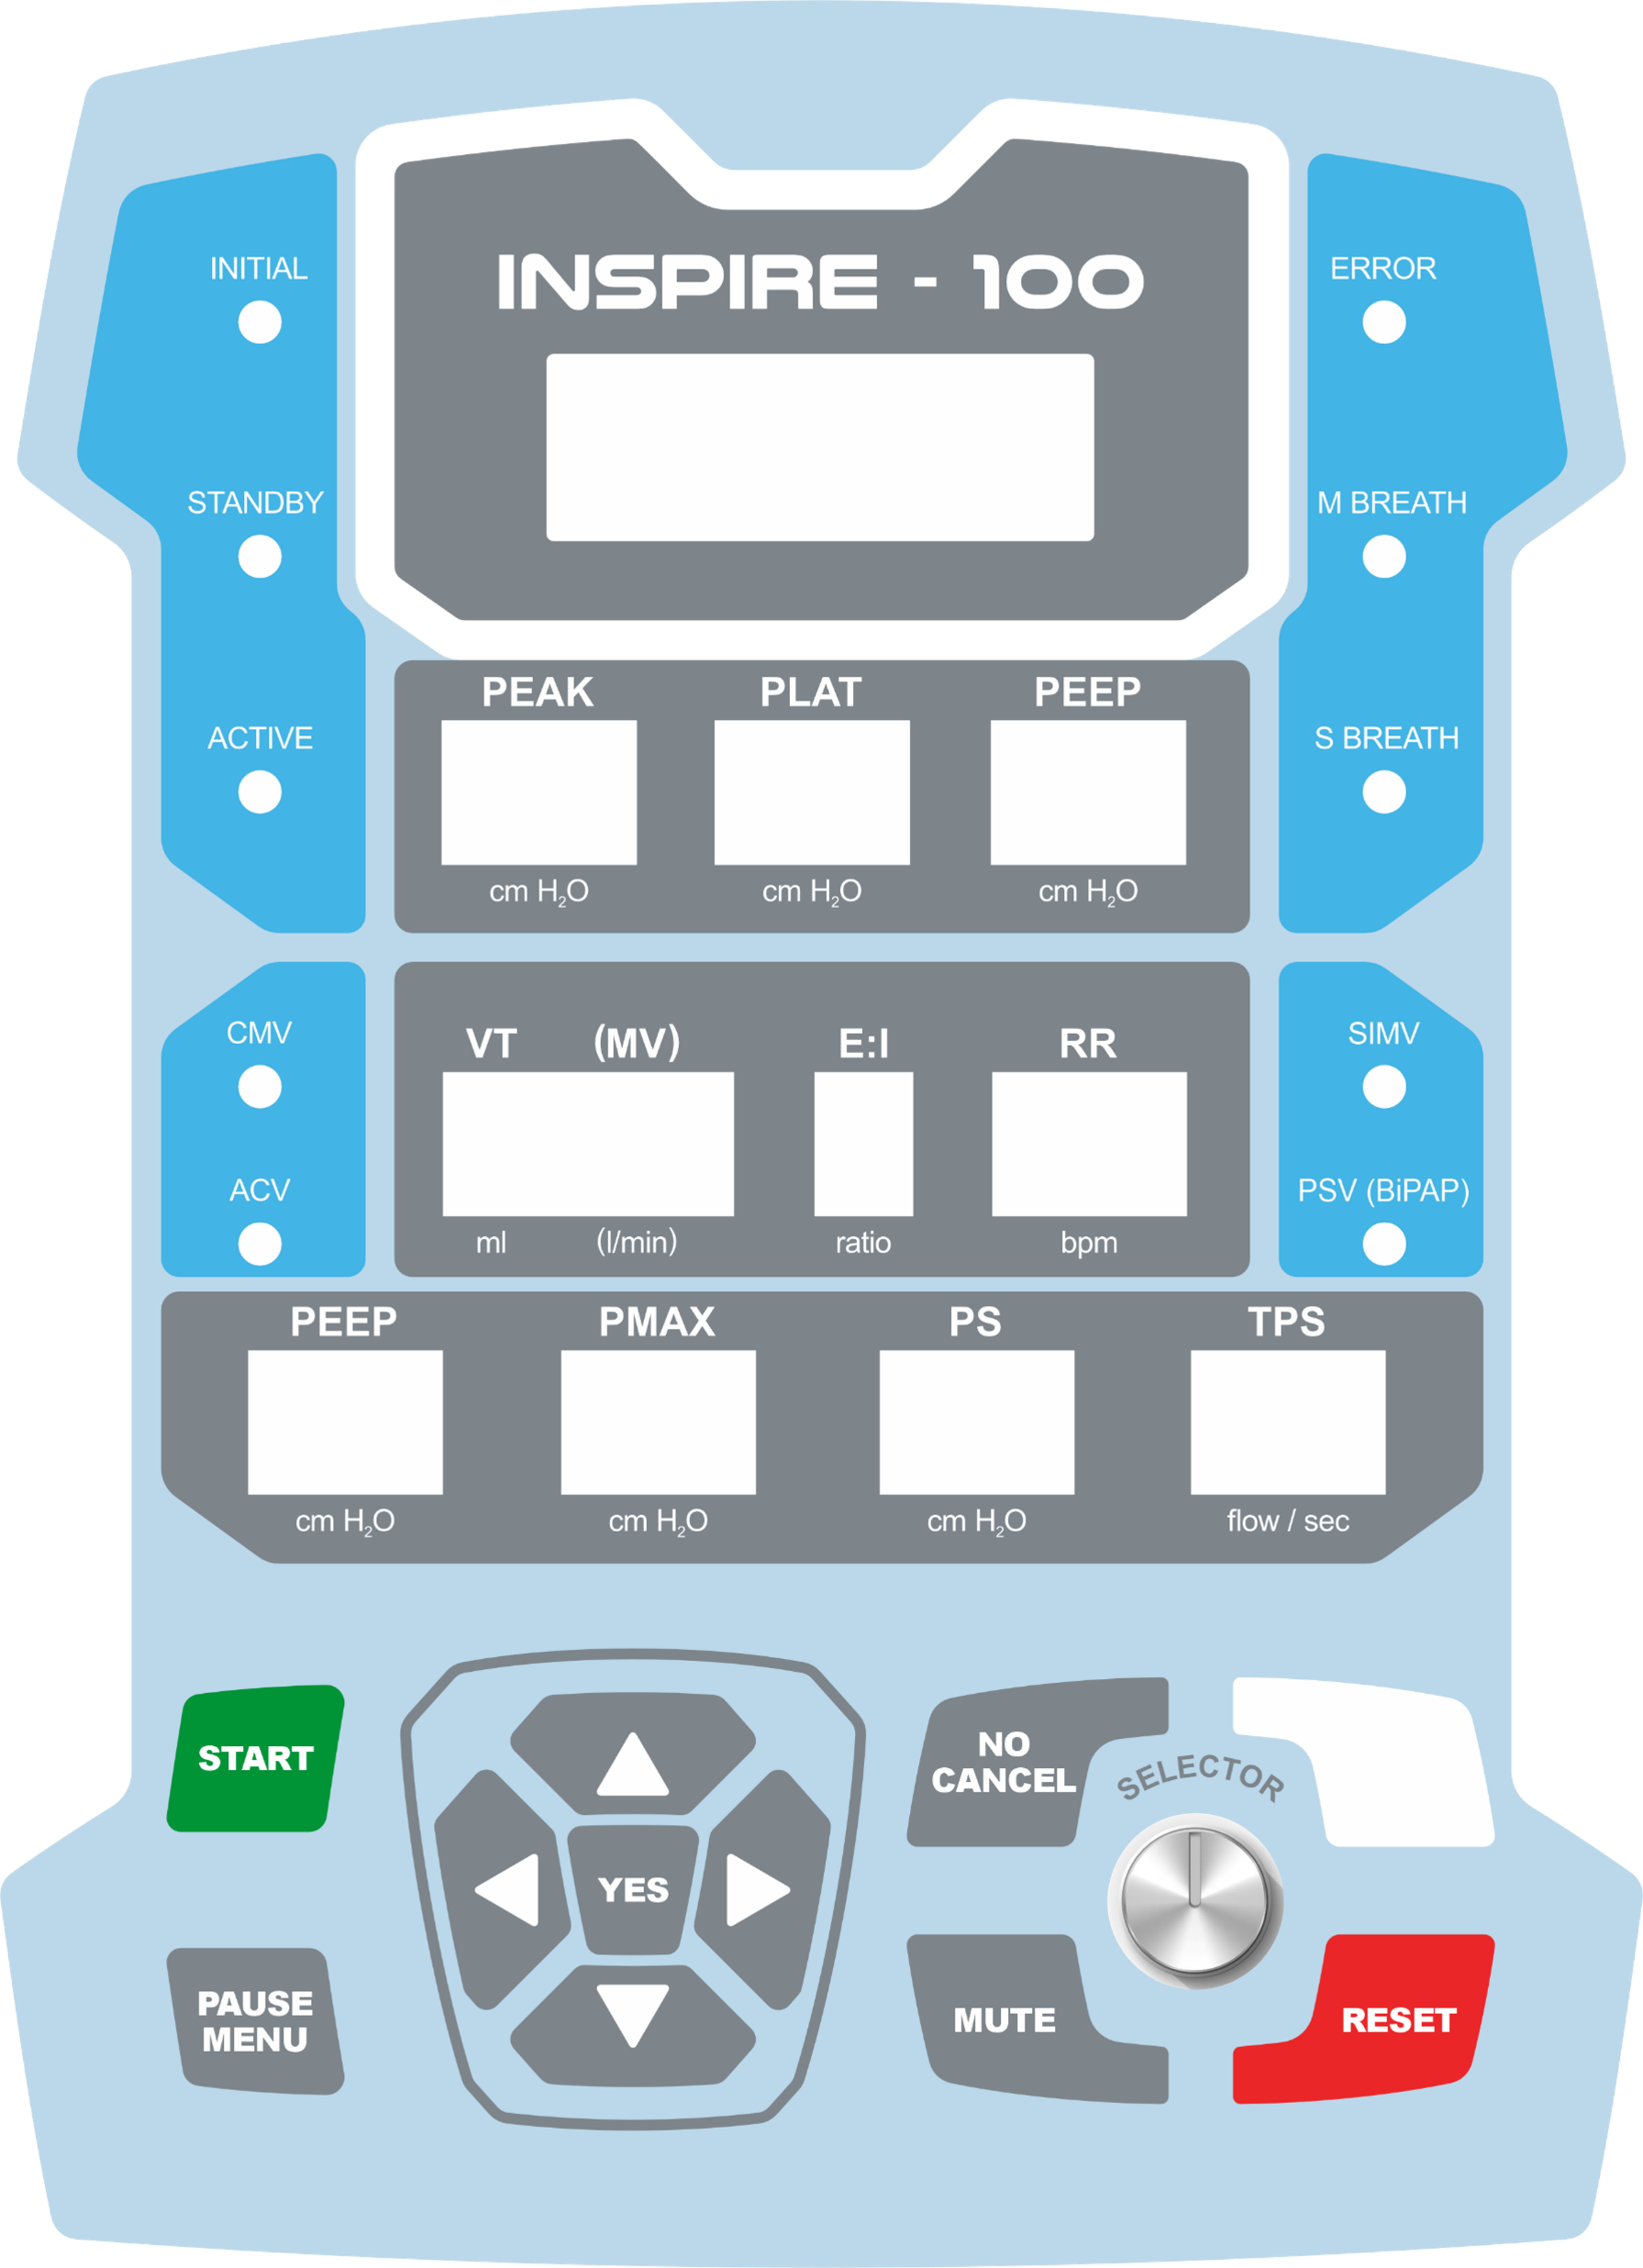 INSPIRE - 100
INITIAL
ERROR
STANDBY
M BREATH
ACTIVE
S BREATH
PEAK PLAT PEEP
cm H₂O cm H₂O cm H₂O
CMV
SIMV
ACV
PSV (BiPAP)
VT (MV) E:I RR
ml (l/min) ratio bpm
PEEP PMAX PS TPS
cm H₂O cm H₂O cm H₂O flow / sec
START
PAUSE
MENU
YES
NO
CANCEL
SELECTOR
MUTE
RESET